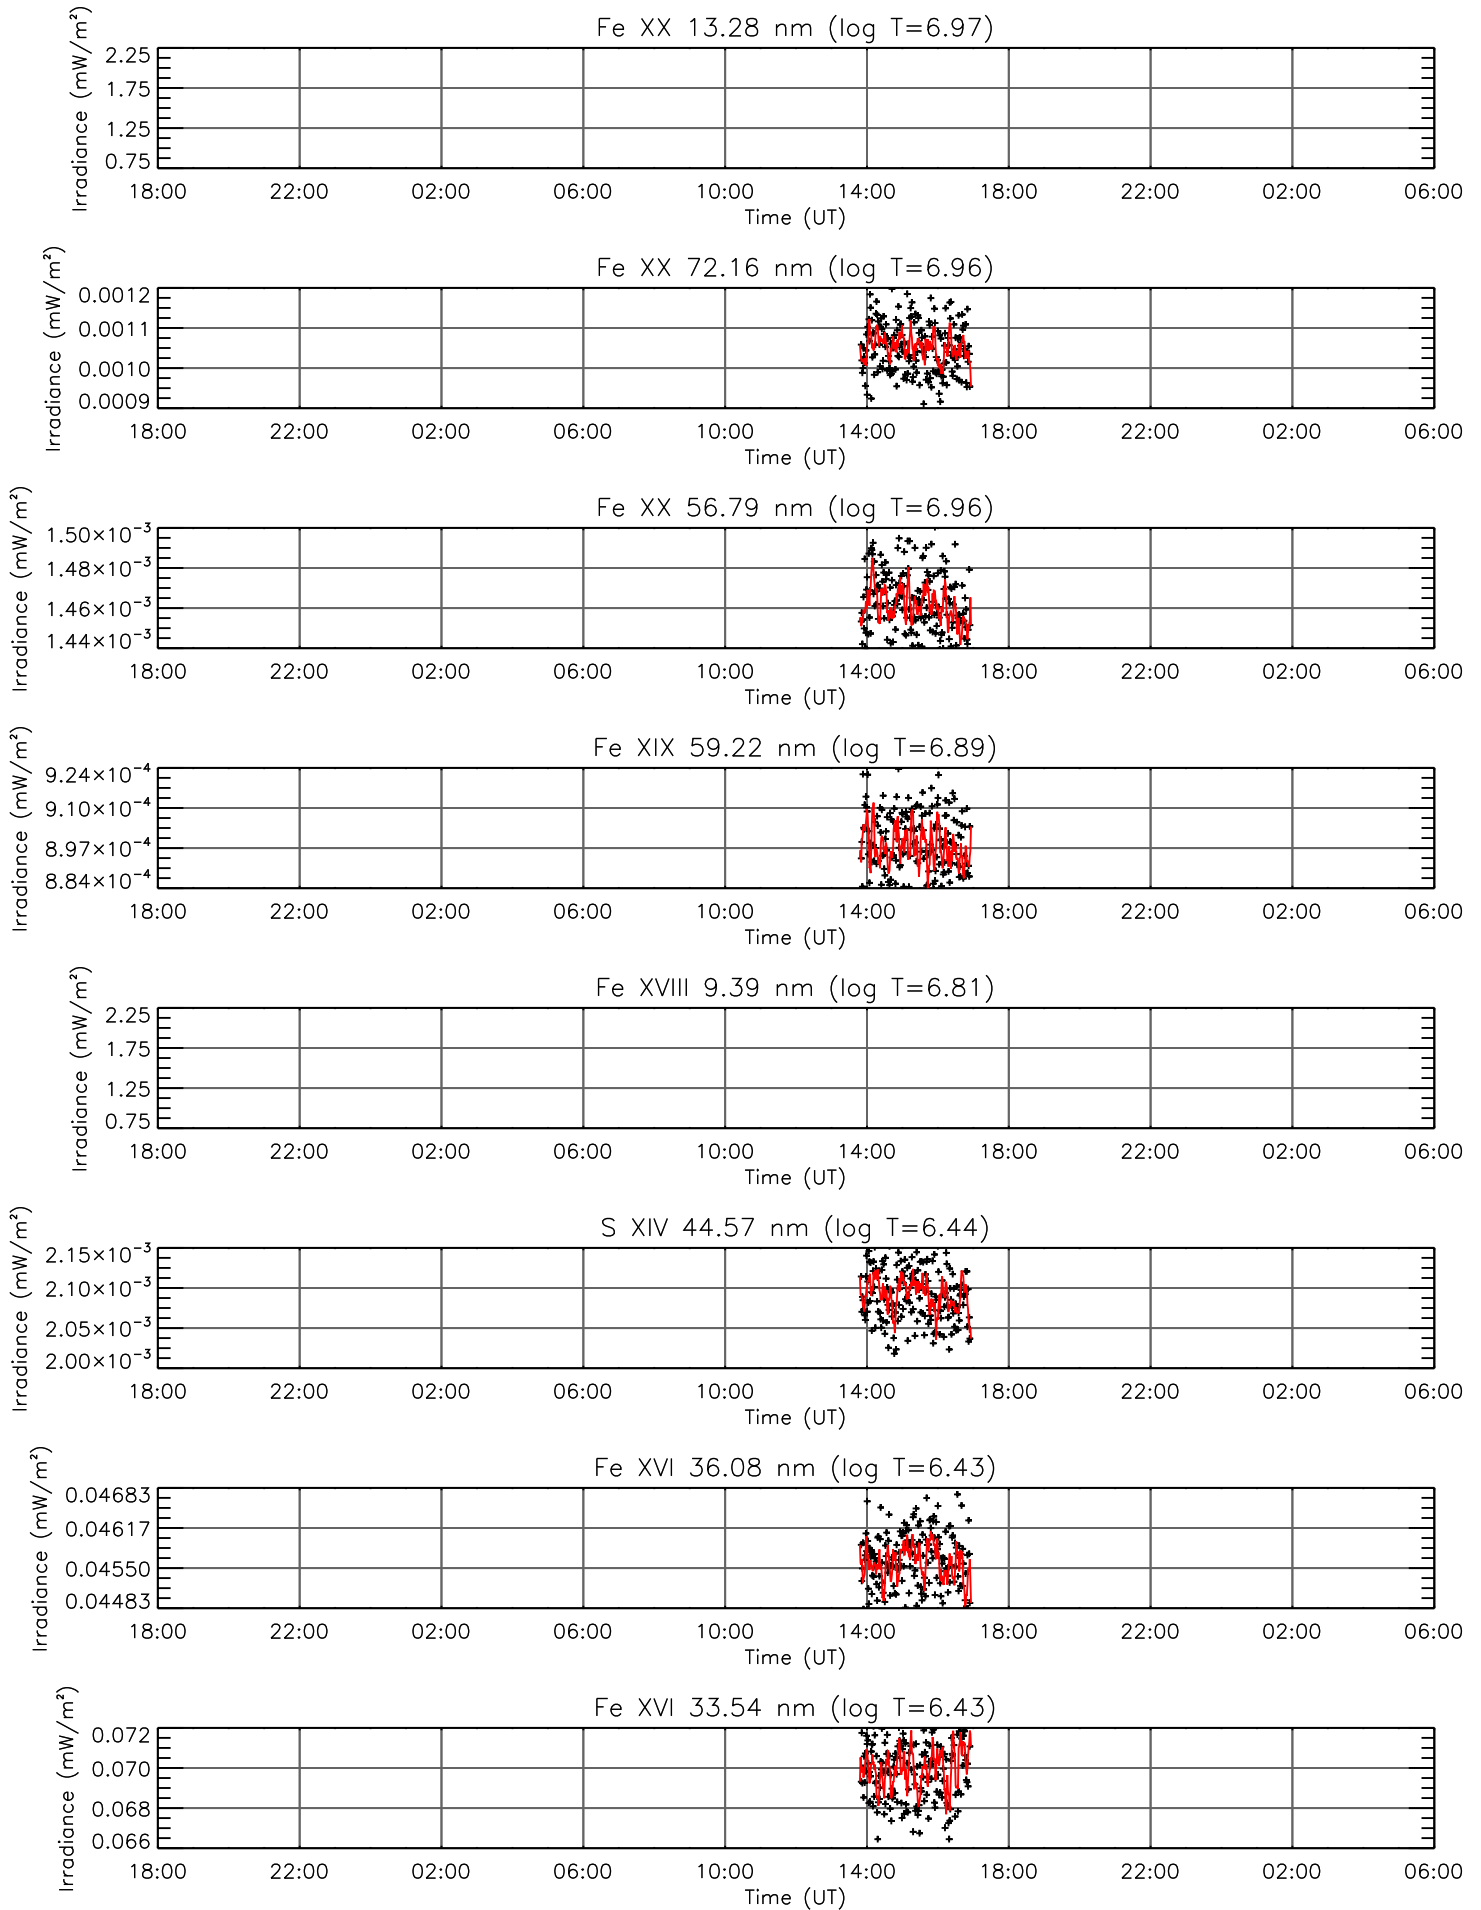 Fe XX 13.28 nm (log T=6.97)
Irradiance (mW/m²)
2.25
1.75
1.25
0.75
18:00 22:00 02:00 06:00 10:00 14:00 18:00 22:00 02:00 06:00
Time (UT)
Fe XX 72.16 nm (log T=6.96)
Irradiance (mW/m²)
0.0012
0.0011
0.0010
0.0009
18:00 22:00 02:00 06:00 10:00 14:00 18:00 22:00 02:00 06:00
Time (UT)
Fe XX 56.79 nm (log T=6.96)
Irradiance (mW/m²)
1.50×10⁻³
1.48×10⁻³
1.46×10⁻³
1.44×10⁻³
18:00 22:00 02:00 06:00 10:00 14:00 18:00 22:00 02:00 06:00
Time (UT)
Fe XIX 59.22 nm (log T=6.89)
Irradiance (mW/m²)
9.24×10⁻⁴
9.10×10⁻⁴
8.97×10⁻⁴
8.84×10⁻⁴
18:00 22:00 02:00 06:00 10:00 14:00 18:00 22:00 02:00 06:00
Time (UT)
Fe XVIII 9.39 nm (log T=6.81)
Irradiance (mW/m²)
2.25
1.75
1.25
0.75
18:00 22:00 02:00 06:00 10:00 14:00 18:00 22:00 02:00 06:00
Time (UT)
S XIV 44.57 nm (log T=6.44)
Irradiance (mW/m²)
2.15×10⁻³
2.10×10⁻³
2.05×10⁻³
2.00×10⁻³
18:00 22:00 02:00 06:00 10:00 14:00 18:00 22:00 02:00 06:00
Time (UT)
Fe XVI 36.08 nm (log T=6.43)
Irradiance (mW/m²)
0.04683
0.04617
0.04550
0.04483
18:00 22:00 02:00 06:00 10:00 14:00 18:00 22:00 02:00 06:00
Time (UT)
Fe XVI 33.54 nm (log T=6.43)
Irradiance (mW/m²)
0.072
0.070
0.068
0.066
18:00 22:00 02:00 06:00 10:00 14:00 18:00 22:00 02:00 06:00
Time (UT)